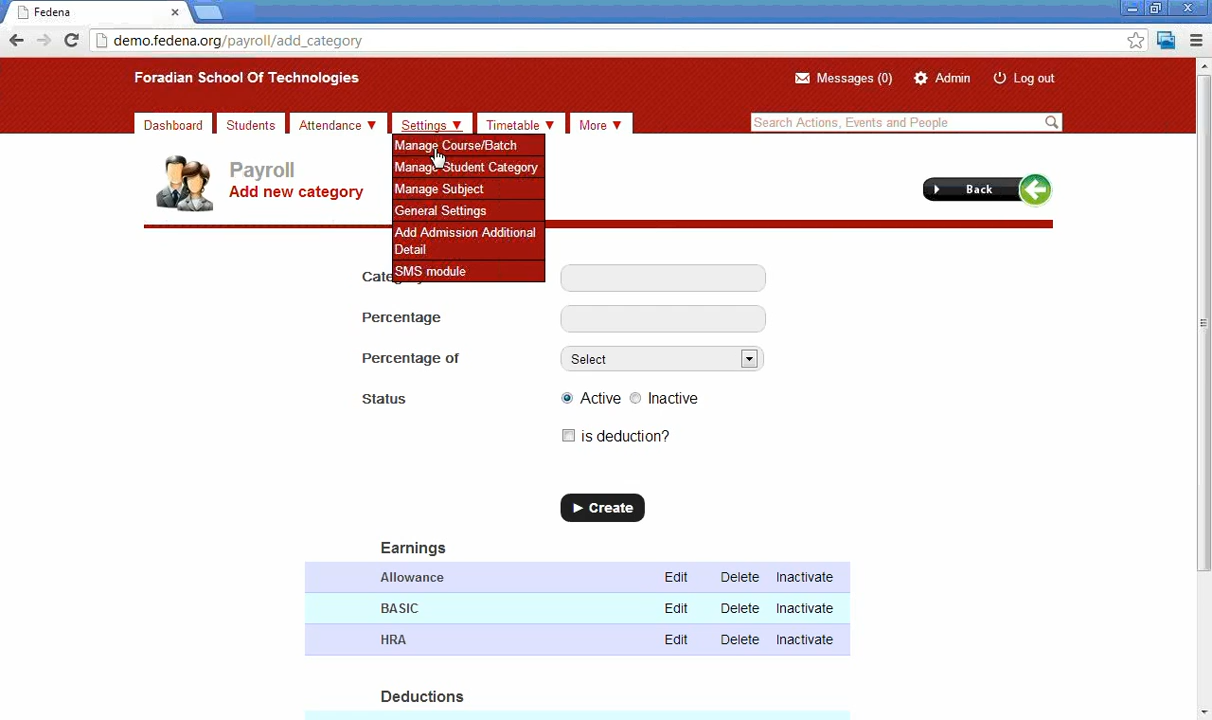 Fedena
demo.fedena.org/payroll/add_category
Foradian School Of Technologies
Messages (0) Admin Log out
Dashboard Students Attendance ▼ Settings ▼ Timetable ▼ More ▼ Search Actions, Events and People
Manage Course/Batch
Manage Student Category
Manage Subject
General Settings
Add Admission Additional
Detail
SMS module
Payroll
Add new category
Back
Percentage
Percentage of Select
Status Active Inactive
is deduction?
Create
Earnings
Allowance Edit Delete Inactivate
BASIC Edit Delete Inactivate
HRA Edit Delete Inactivate
Deductions